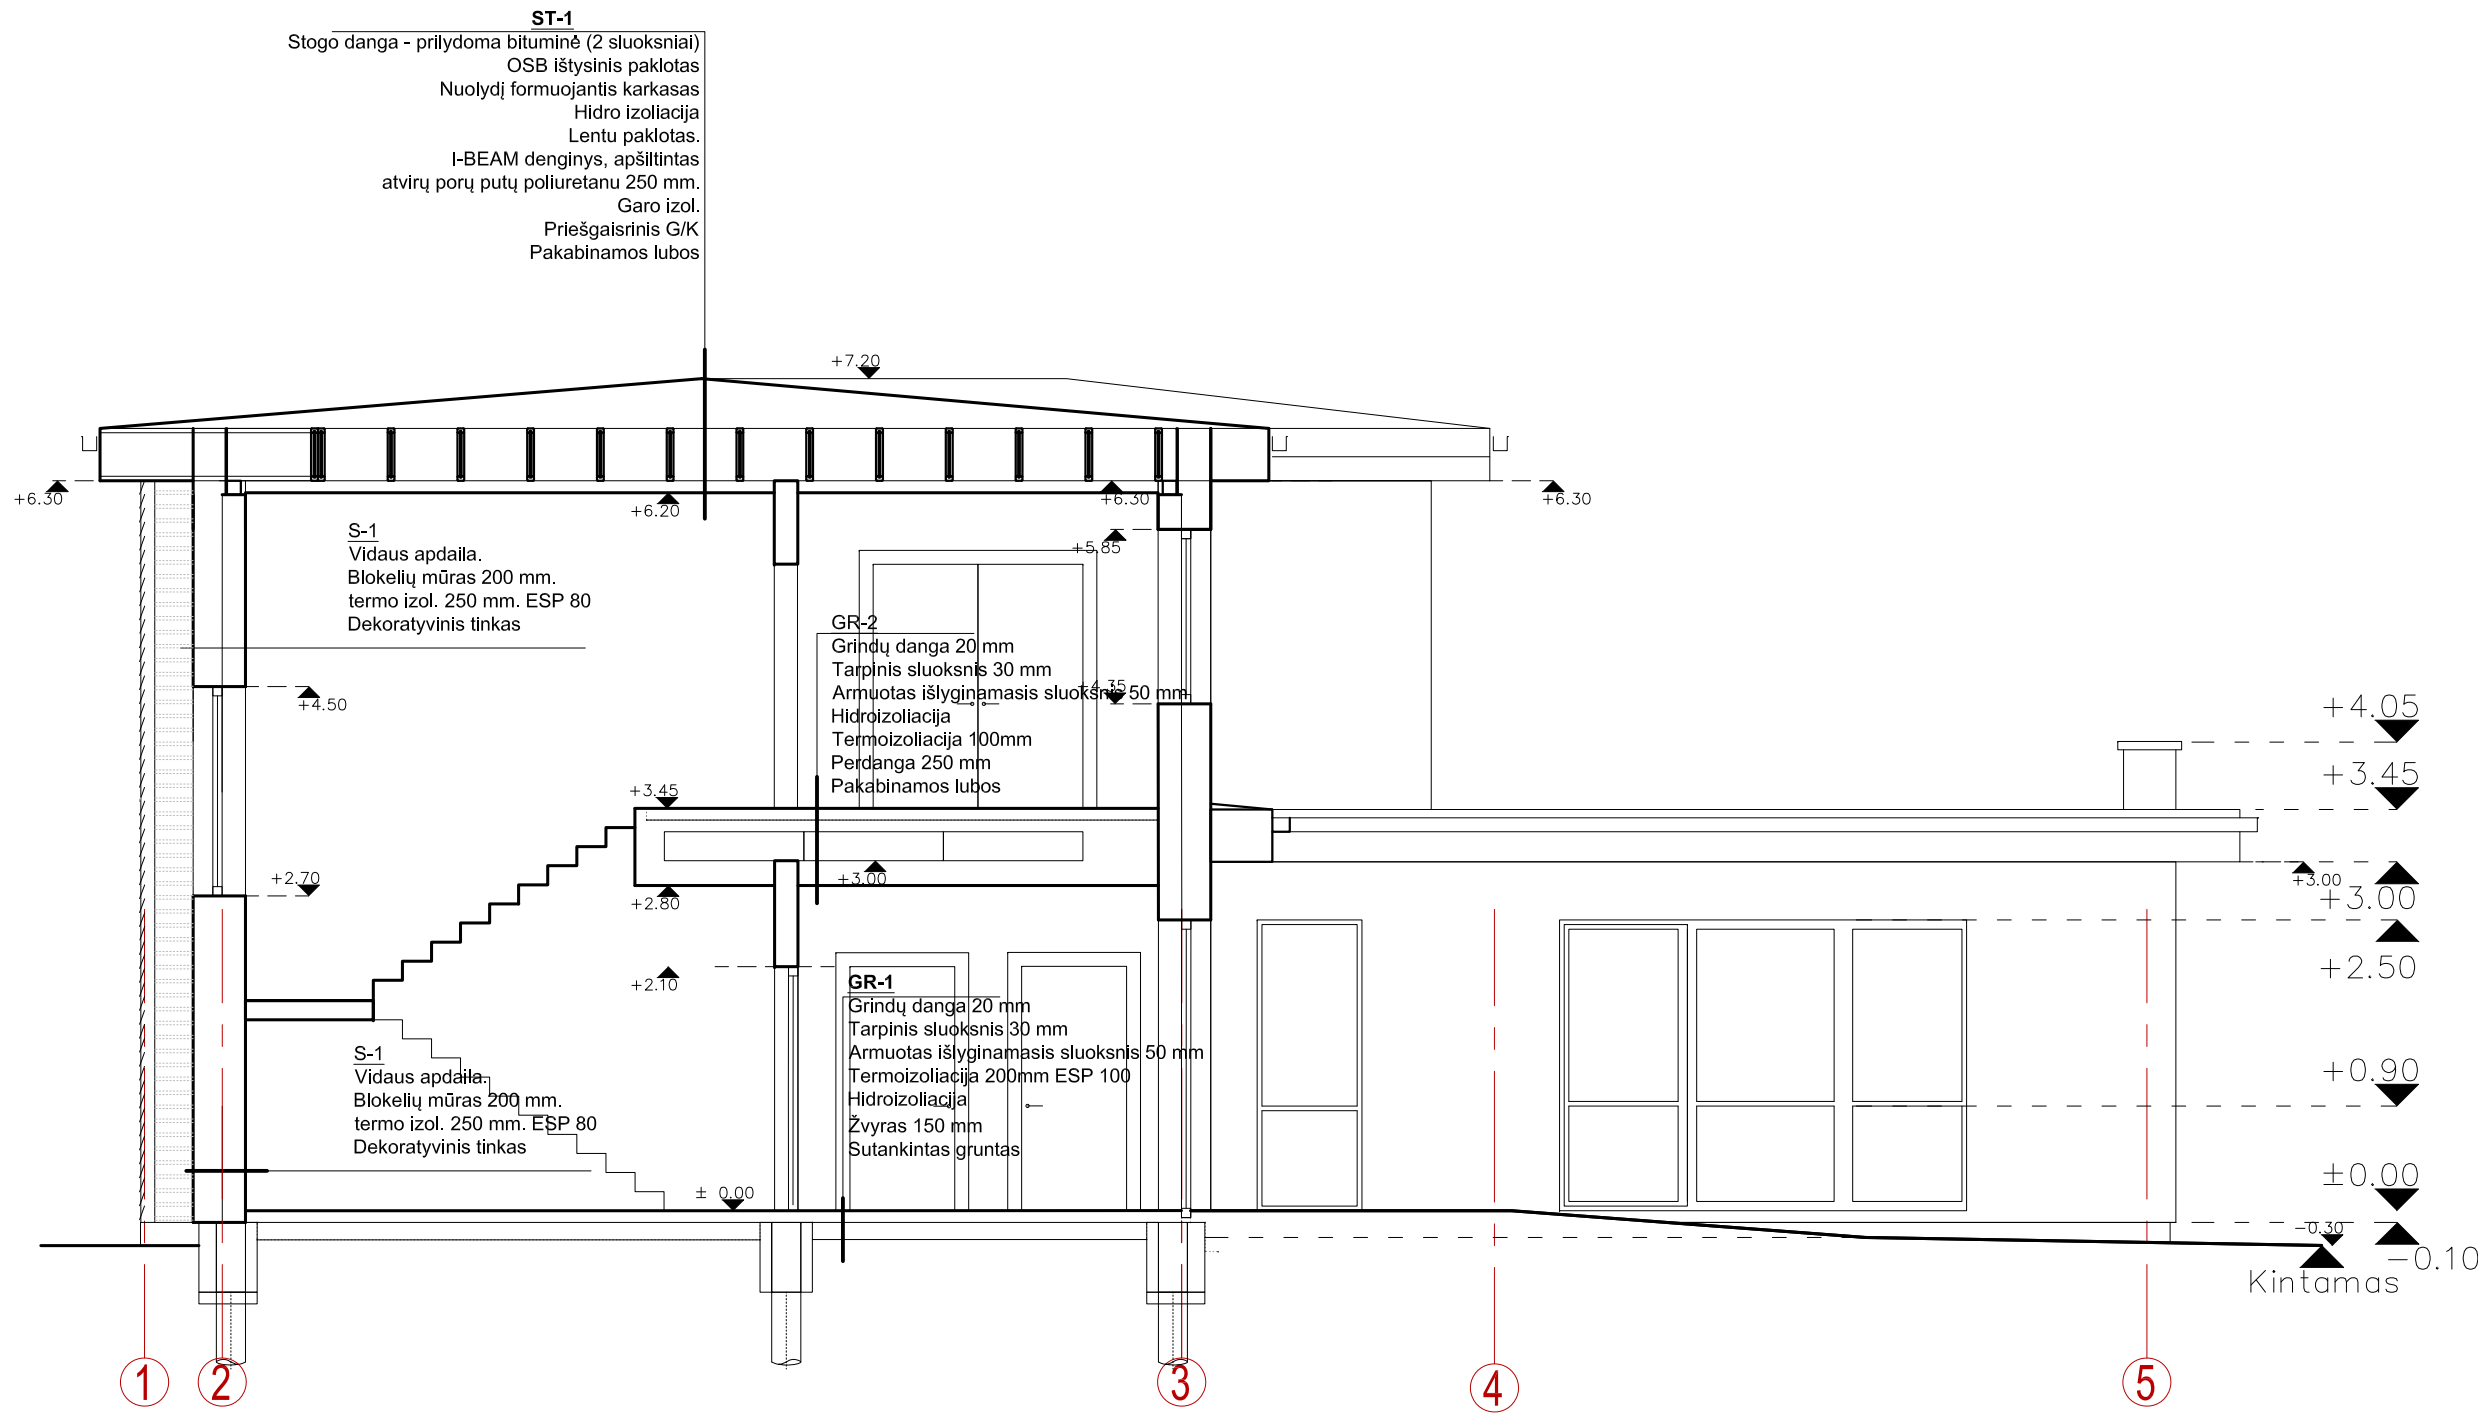 ST-1
Stogo danga - prilydoma bituminė (2 sluoksniai)
OSB ištysinis paklotas
Nuolydį formuojantis karkasas
Hidro izoliacija
Lentu paklotas.
I-BEAM denginys, apšiltintas
atvirų porų putų poliuretanu 250 mm.
Garo izol.
Priešgaisrinis G/K
Pakabinamos lubos
+7.20
+6.30
+6.20
+6.30
+6.30
+5.85
S-1
Vidaus apdaila.
Blokelių mūras 200 mm.
termo izol. 250 mm. ESP 80
Dekoratyvinis tinkas
GR-2
Grindų danga 20 mm
Tarpinis sluoksnis 30 mm
Armuotas išlyginamasis sluoksnis 50 mm
Hidroizoliacija
Termoizoliacija 100mm
Perdanga 250 mm
Pakabinamos lubos
+4.35
+4.50
+4.05
+3.45
+3.45
+2.70
+3.00
+2.80
+3.00
+3.00
+2.50
+2.10
GR-1
Grindų danga 20 mm
Tarpinis sluoksnis 30 mm
Armuotas išlyginamasis sluoksnis 50 mm
Termoizoliacija 200mm ESP 100
Hidroizoliacija
Žvyras 150 mm
Sutankintas gruntas
S-1
Vidaus apdaila.
Blokelių mūras 200 mm.
termo izol. 250 mm. ESP 80
Dekoratyvinis tinkas
+0.90
±0.00
± 0.00
-0.30
-0.10
Kintamas
1
2
3
4
5